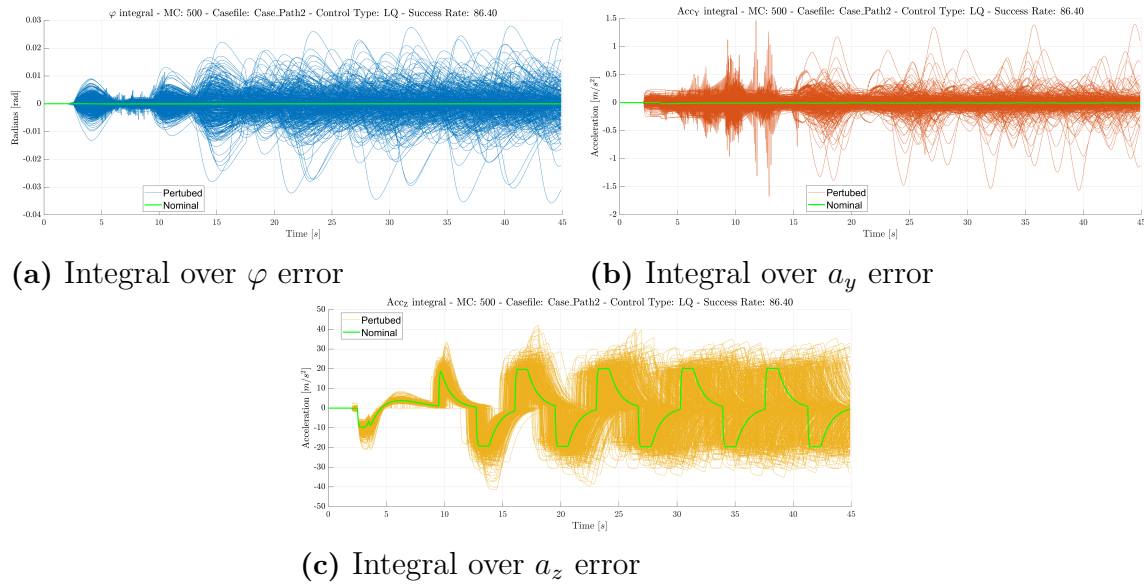 φ integral - MC: 500 - Casefile: Case_Path2 - Control Type: LQ - Success Rate: 86.40
0.03
0.02
0.01
0
-0.01
-0.02
-0.03
-0.04
Radians [rad]
Pertubed
Nominal
0 5 10 15 20 25 30 35 40 45
Time [s]
(a) Integral over φ error
Acc_Y integral - MC: 500 - Casefile: Case_Path2 - Control Type: LQ - Success Rate: 86.40
1.5
1
0.5
0
-0.5
-1
-1.5
-2
Acceleration [m/s²]
Pertubed
Nominal
0 5 10 15 20 25 30 35 40 45
Time [s]
(b) Integral over a_y error
Acc_Z integral - MC: 500 - Casefile: Case_Path2 - Control Type: LQ - Success Rate: 86.40
50
40
30
20
10
0
-10
-20
-30
-40
-50
Acceleration [m/s²]
Pertubed
Nominal
0 5 10 15 20 25 30 35 40 45
Time [s]
(c) Integral over a_z error